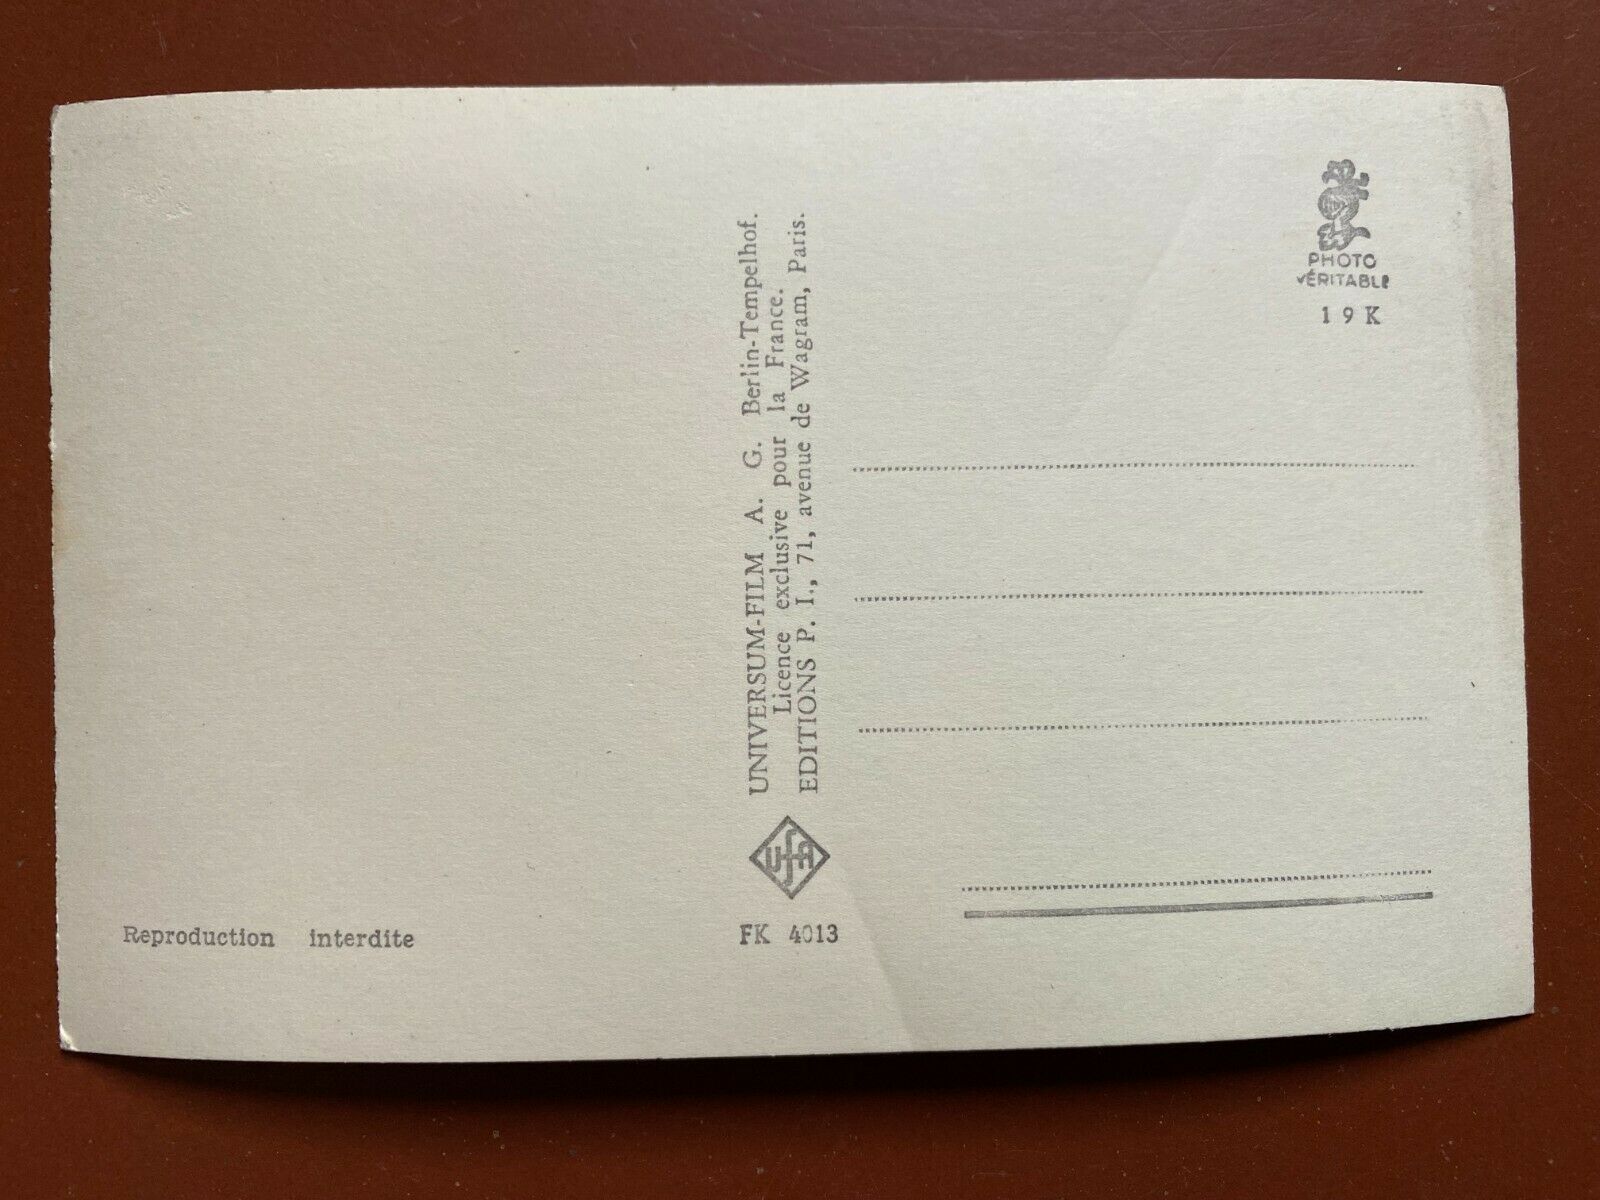 PHOTO
VÉRITABLE
19K
UNIVERSUM-FILM A. G. Berlin-Tempelhof.
Licence exclusive pour la France.
EDITIONS P. I., 71, avenue de Wagram, Paris.
UfA
Reproduction interdite
FK 4013